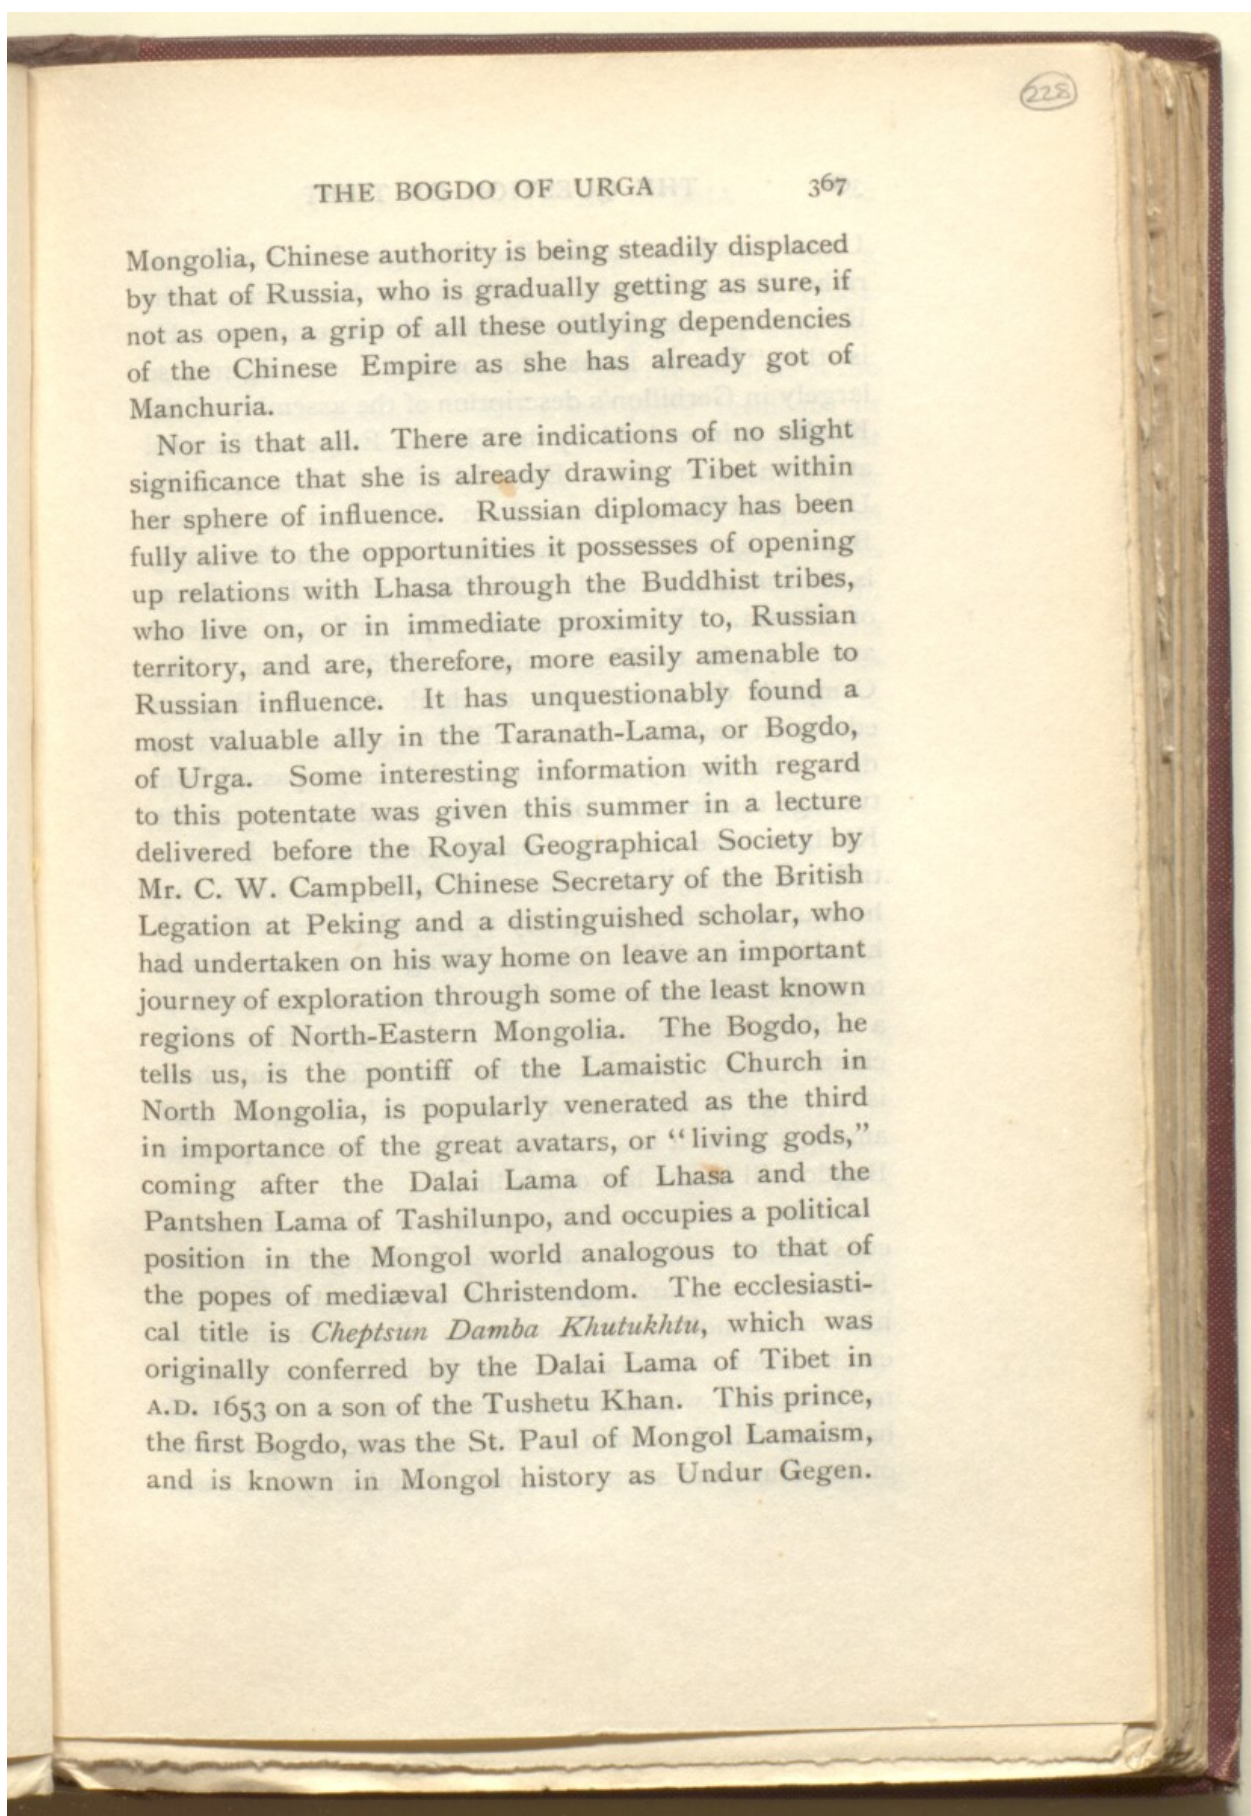 228
THE BOGDO OF URGA 367
Mongolia, Chinese authority is being steadily displaced
by that of Russia, who is gradually getting as sure, if
not as open, a grip of all these outlying dependencies
of the Chinese Empire as she has already got of
Manchuria.
Nor is that all. There are indications of no slight
significance that she is already drawing Tibet within
her sphere of influence. Russian diplomacy has been
fully alive to the opportunities it possesses of opening
up relations with Lhasa through the Buddhist tribes,
who live on, or in immediate proximity to, Russian
territory, and are, therefore, more easily amenable to
Russian influence. It has unquestionably found a
most valuable ally in the Taranath-Lama, or Bogdo,
of Urga. Some interesting information with regard
to this potentate was given this summer in a lecture
delivered before the Royal Geographical Society by
Mr. C. W. Campbell, Chinese Secretary of the British
Legation at Peking and a distinguished scholar, who
had undertaken on his way home on leave an important
journey of exploration through some of the least known
regions of North-Eastern Mongolia. The Bogdo, he
tells us, is the pontiff of the Lamaistic Church in
North Mongolia, is popularly venerated as the third
in importance of the great avatars, or “living gods,”
coming after the Dalai Lama of Lhasa and the
Pantshen Lama of Tashilunpo, and occupies a political
position in the Mongol world analogous to that of
the popes of mediæval Christendom. The ecclesiasti-
cal title is Cheptsun Damba Khutukhtu, which was
originally conferred by the Dalai Lama of Tibet in
A.D. 1653 on a son of the Tushetu Khan. This prince,
the first Bogdo, was the St. Paul of Mongol Lamaism,
and is known in Mongol history as Undur Gegen.